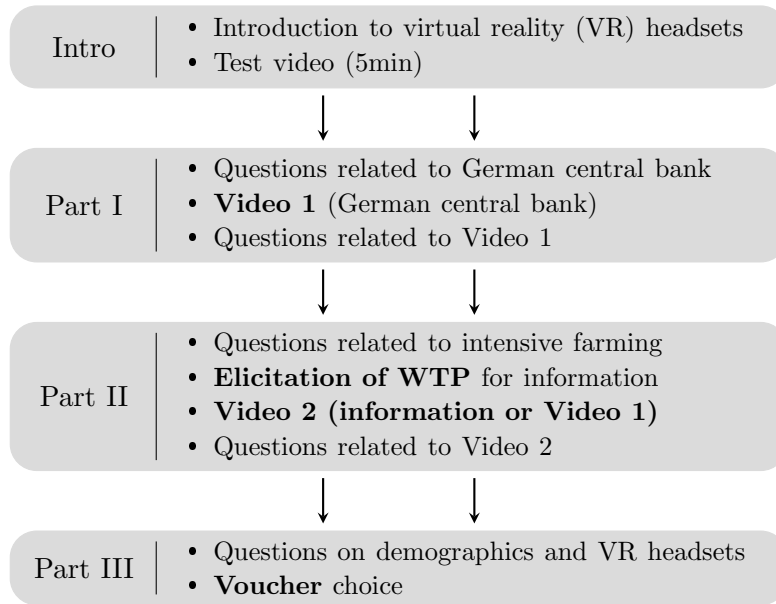 Intro
• Introduction to virtual reality (VR) headsets
• Test video (5min)
Part I
• Questions related to German central bank
• Video 1 (German central bank)
• Questions related to Video 1
Part II
• Questions related to intensive farming
• Elicitation of WTP for information
• Video 2 (information or Video 1)
• Questions related to Video 2
Part III
• Questions on demographics and VR headsets
• Voucher choice